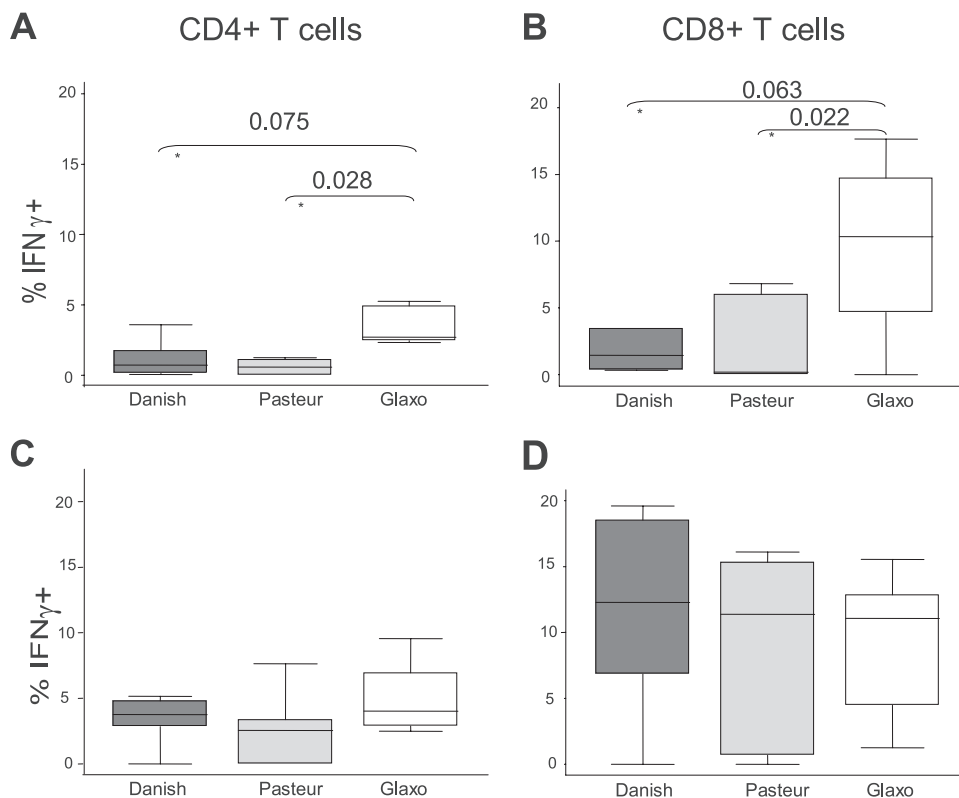 A CD4+ T cells
B CD8+ T cells
% IFNγ+
20
15
10
5
0
0.075
*
0.028
*
Danish Pasteur Glaxo
20
15
10
5
0
0.063
*
0.022
*
Danish Pasteur Glaxo
C
% IFNγ+
20
15
10
5
0
Danish Pasteur Glaxo
D
20
15
10
5
0
Danish Pasteur Glaxo